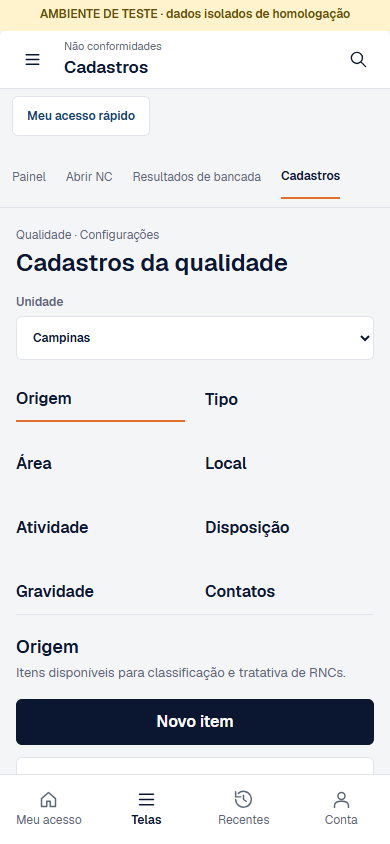 AMBIENTE DE TESTE · dados isolados de homologação
Não conformidades
Cadastros
Meu acesso rápido
Painel
Abrir NC
Resultados de bancada
Cadastros
Qualidade · Configurações
Cadastros da qualidade
Unidade
Campinas
Origem
Tipo
Área
Local
Atividade
Disposição
Gravidade
Contatos
Origem
Itens disponíveis para classificação e tratativa de RNCs.
Novo item
Meu acesso
Telas
Recentes
Conta